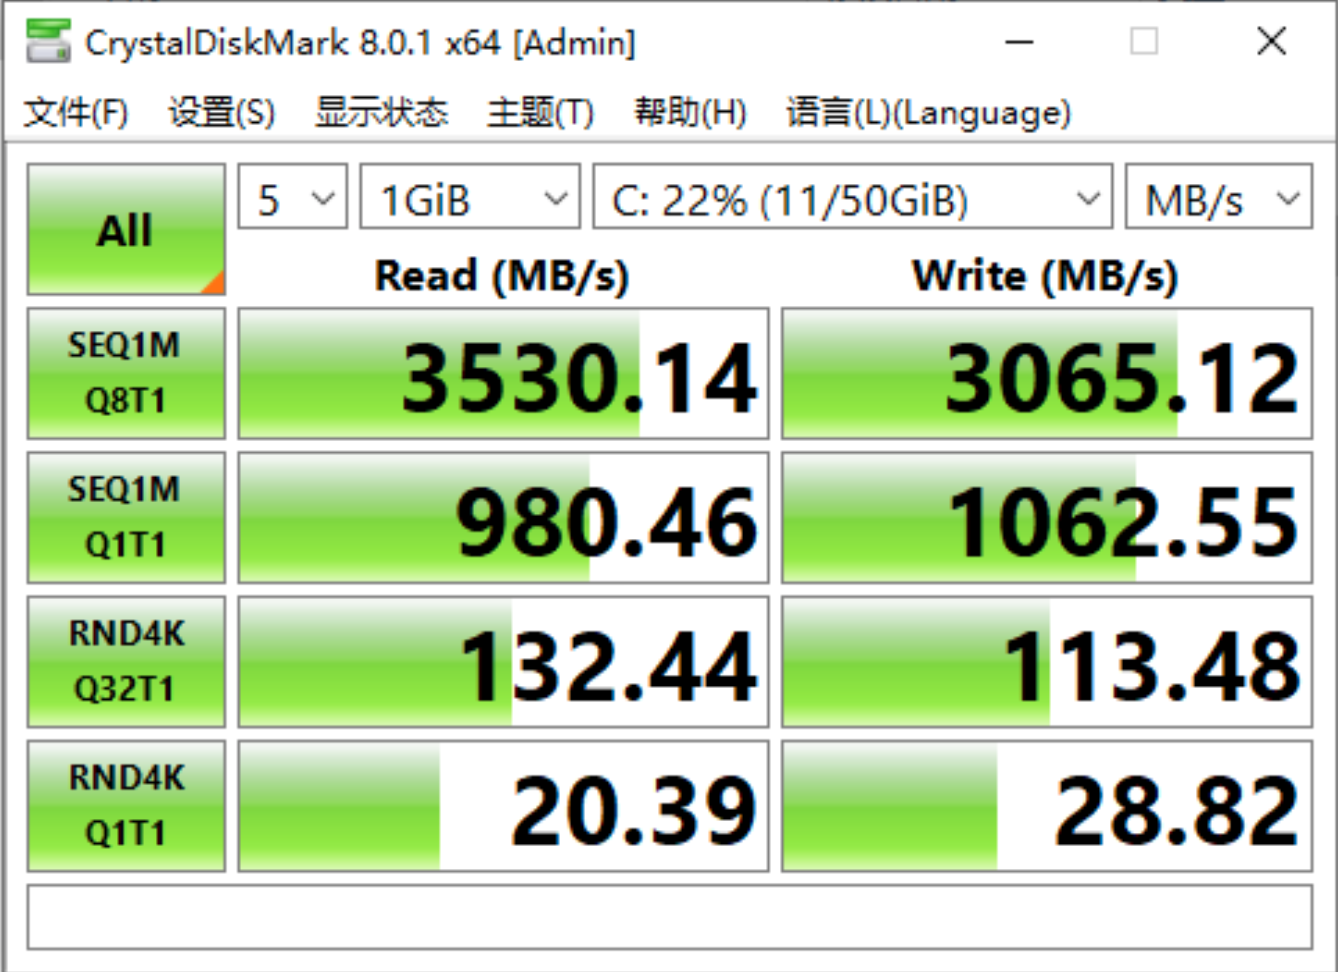 CrystalDiskMark 8.0.1 x64 [Admin]
文件(F) 设置(S) 显示状态 主题(T) 帮助(H) 语言(L)(Language)
All 5 1GiB C: 22% (11/50GiB) MB/s
Read (MB/s) Write (MB/s)
SEQ1M
Q8T1 3530.14 3065.12
SEQ1M
Q1T1 980.46 1062.55
RND4K
Q32T1 132.44 113.48
RND4K
Q1T1 20.39 28.82